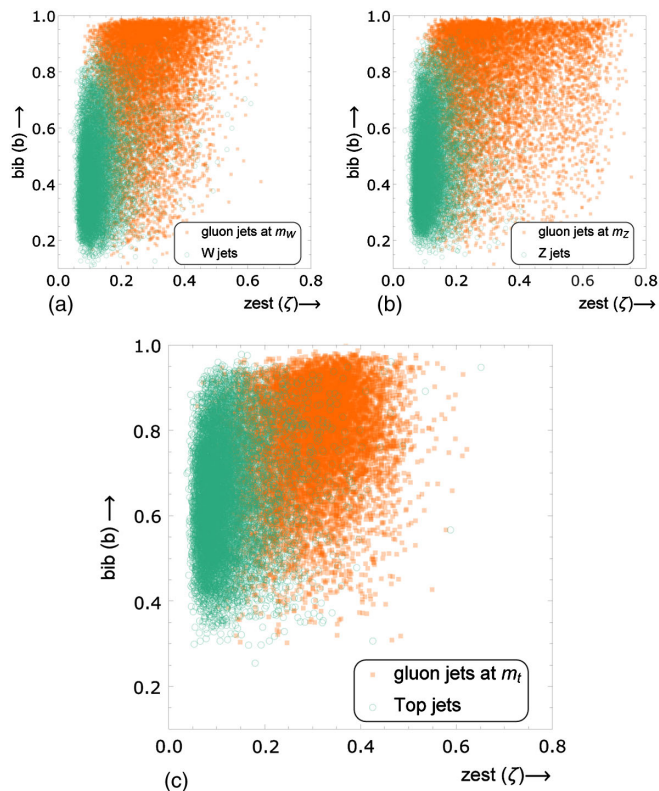 1.0
0.8
0.6
0.4
0.2
bib (b) ⟶
gluon jets at m_W
W jets
0.0 0.2 0.4 0.6 0.8
(a) zest (ζ)⟶
1.0
0.8
0.6
0.4
0.2
bib (b) ⟶
gluon jets at m_Z
Z jets
0.0 0.2 0.4 0.6 0.8
(b) zest (ζ)⟶
1.0
0.8
0.6
0.4
0.2
bib (b) ⟶
gluon jets at m_t
Top jets
0.0 0.2 0.4 0.6 0.8
(c) zest (ζ)⟶